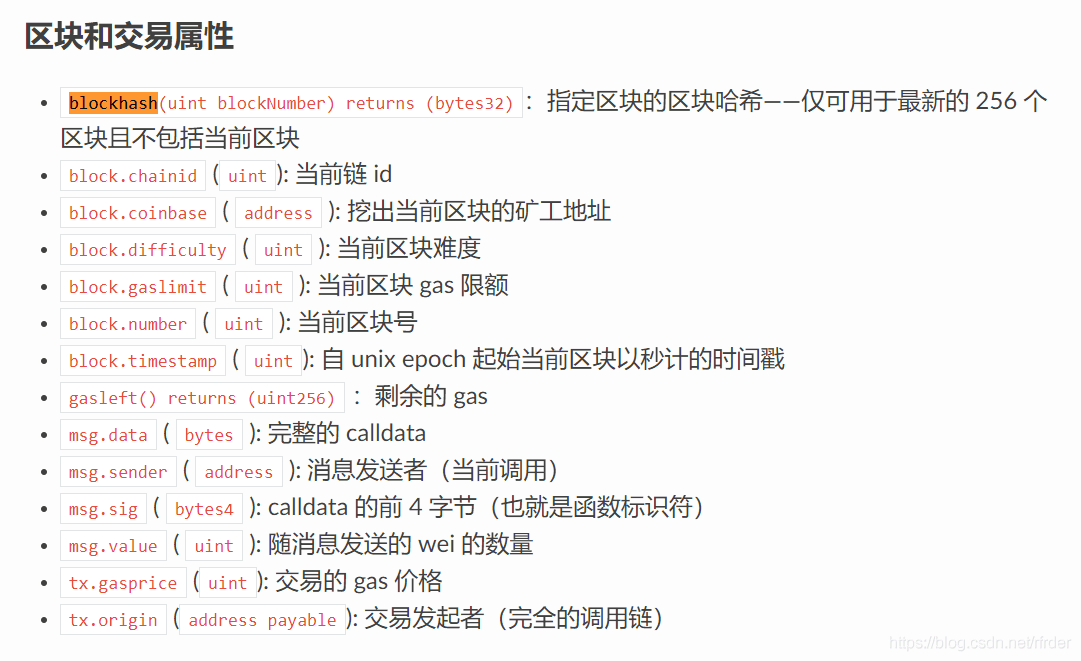 区块和交易属性
blockhash(uint blockNumber) returns (bytes32) ：指定区块的区块哈希——仅可用于最新的 256 个
区块且不包括当前区块
block.chainid ( uint ): 当前链 id
block.coinbase ( address ): 挖出当前区块的矿工地址
block.difficulty ( uint ): 当前区块难度
block.gaslimit ( uint ): 当前区块 gas 限额
block.number ( uint ): 当前区块号
block.timestamp ( uint ): 自 unix epoch 起始当前区块以秒计的时间戳
gasleft() returns (uint256) ：剩余的 gas
msg.data ( bytes ): 完整的 calldata
msg.sender ( address ): 消息发送者（当前调用）
msg.sig ( bytes4 ): calldata 的前 4 字节（也就是函数标识符）
msg.value ( uint ): 随消息发送的 wei 的数量
tx.gasprice ( uint ): 交易的 gas 价格
tx.origin ( address payable ): 交易发起者（完全的调用链）
https://blog.csdn.net/rfrder